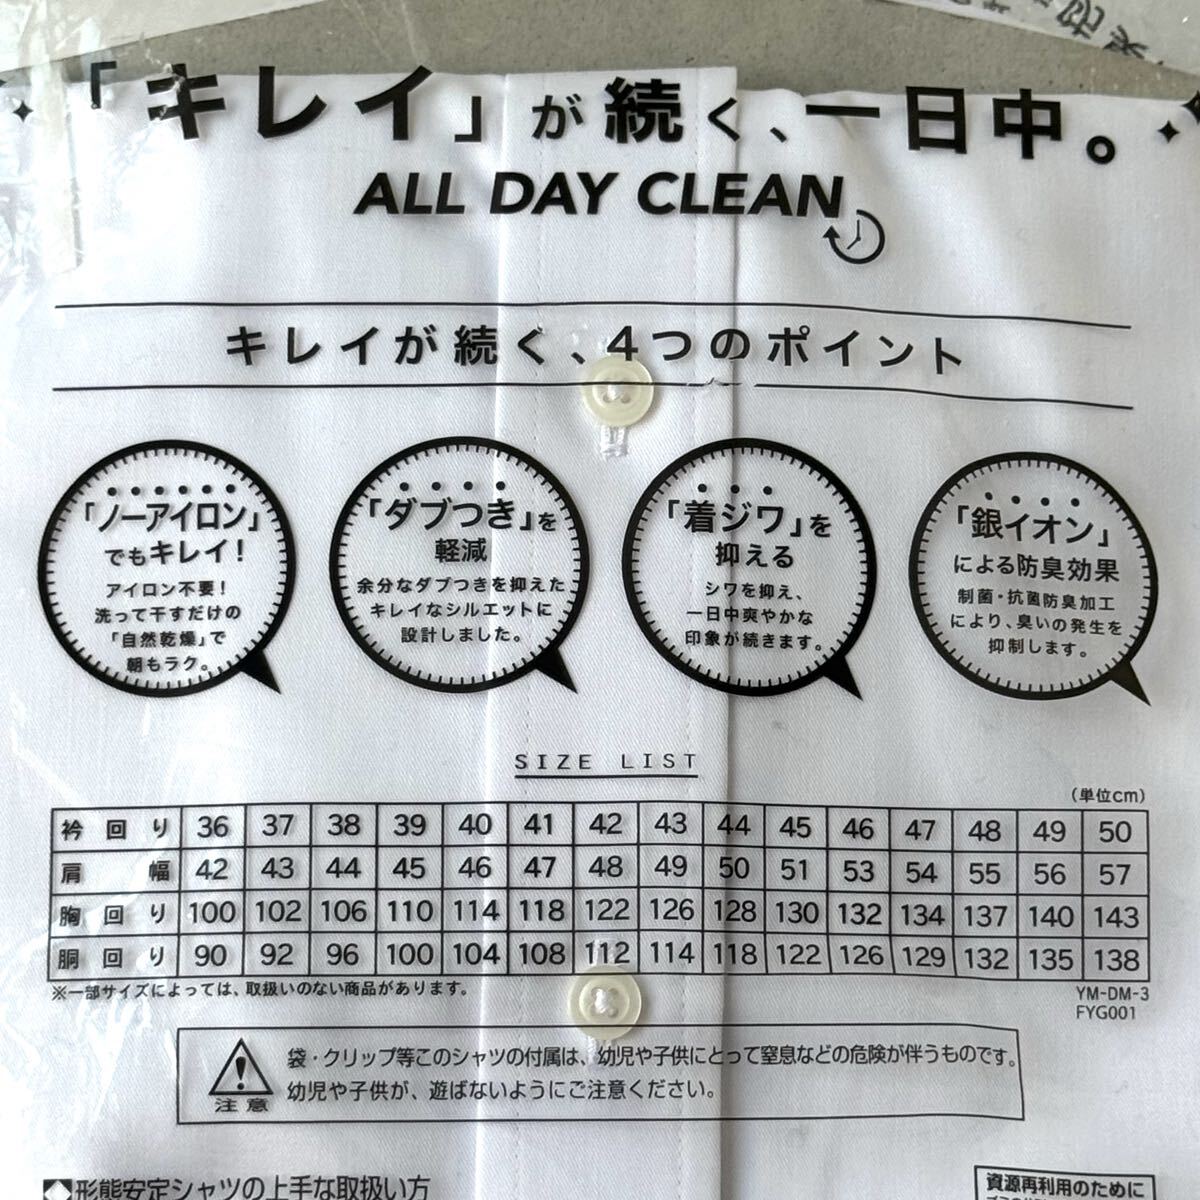 「キレイ」が続く、一日中。
ALL DAY CLEAN
キレイが続く、4つのポイント
「ノーアイロン」
でもキレイ!
アイロン不要!
洗って干すだけの
「自然乾燥」で
朝もラク。
「ダブつき」を
軽減
余分なダブつきを抑えた
キレイなシルエットに
設計しました。
「着ジワ」を
抑える
シワを抑え、
一日中爽やかな
印象が続きます。
「銀イオン」
による防臭効果
制菌・抗菌防臭加工
により、臭いの発生を
抑制します。
SIZE LIST
(単位cm)
衿回り 36 37 38 39 40 41 42 43 44 45 46 47 48 49 50
肩幅 42 43 44 45 46 47 48 49 50 51 53 54 55 56 57
胸回り 100 102 106 110 114 118 122 126 128 130 132 134 137 140 143
胴回り 90 92 96 100 104 108 112 114 118 122 126 129 132 135 138
※一部サイズによっては、取扱いのない商品があります。
YM-DM-3
FYG001
注意
袋・クリップ等このシャツの付属は、幼児や子供にとって窒息などの危険が伴うものです。
幼児や子供が、遊ばないようにご注意ください。
形態安定シャツの上手な取扱い方
資源再利用のために